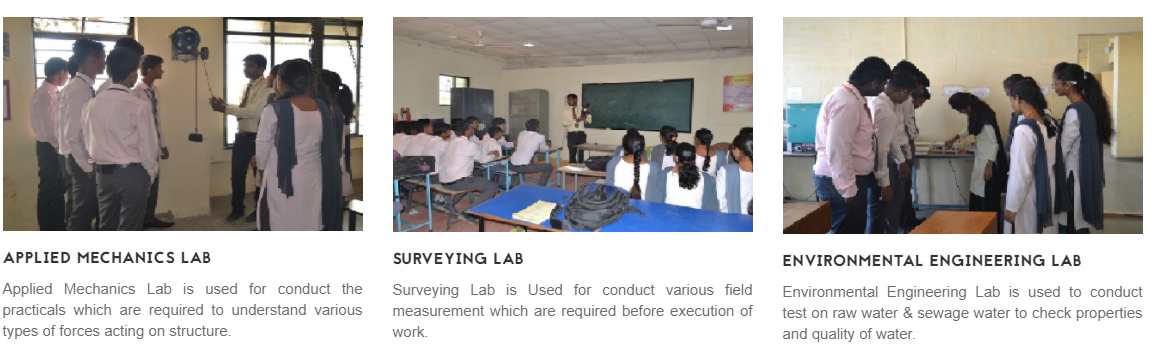 APPLIED MECHANICS LAB
Applied Mechanics Lab is used for conduct the
practicals which are required to understand various
types of forces acting on structure.
SURVEYING LAB
Surveying Lab is Used for conduct various field
measurement which are required before execution of
work.
ENVIRONMENTAL ENGINEERING LAB
Environmental Engineering Lab is used to conduct
test on raw water & sewage water to check properties
and quality of water.